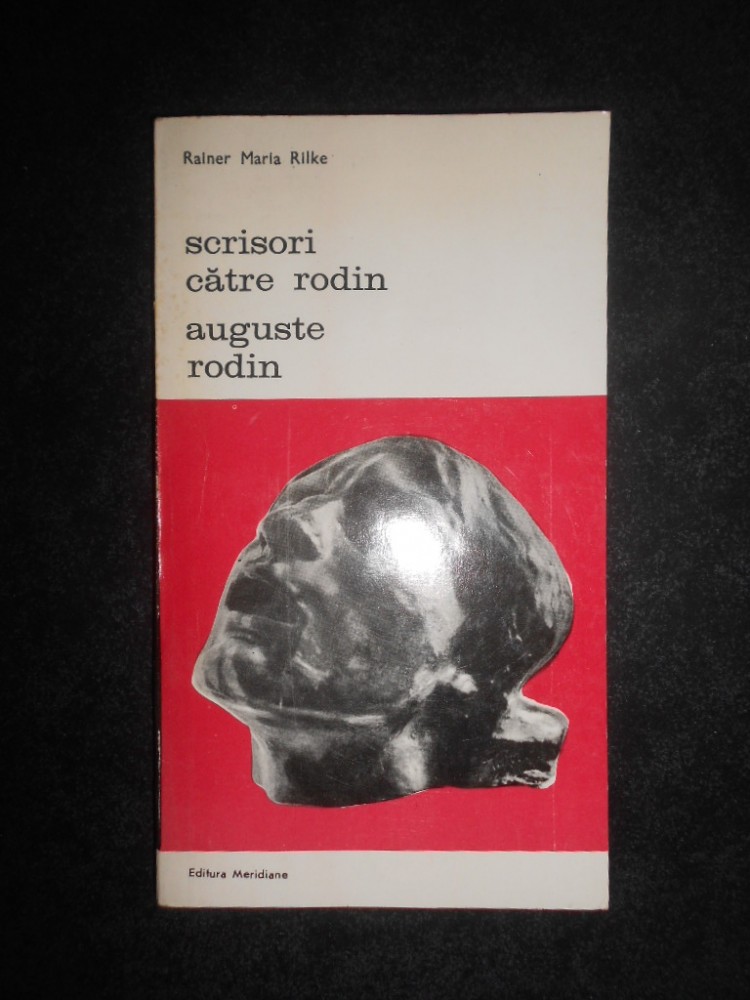 Rainer Maria Rilke
scrisori
către rodin
auguste
rodin
Editura Meridiane